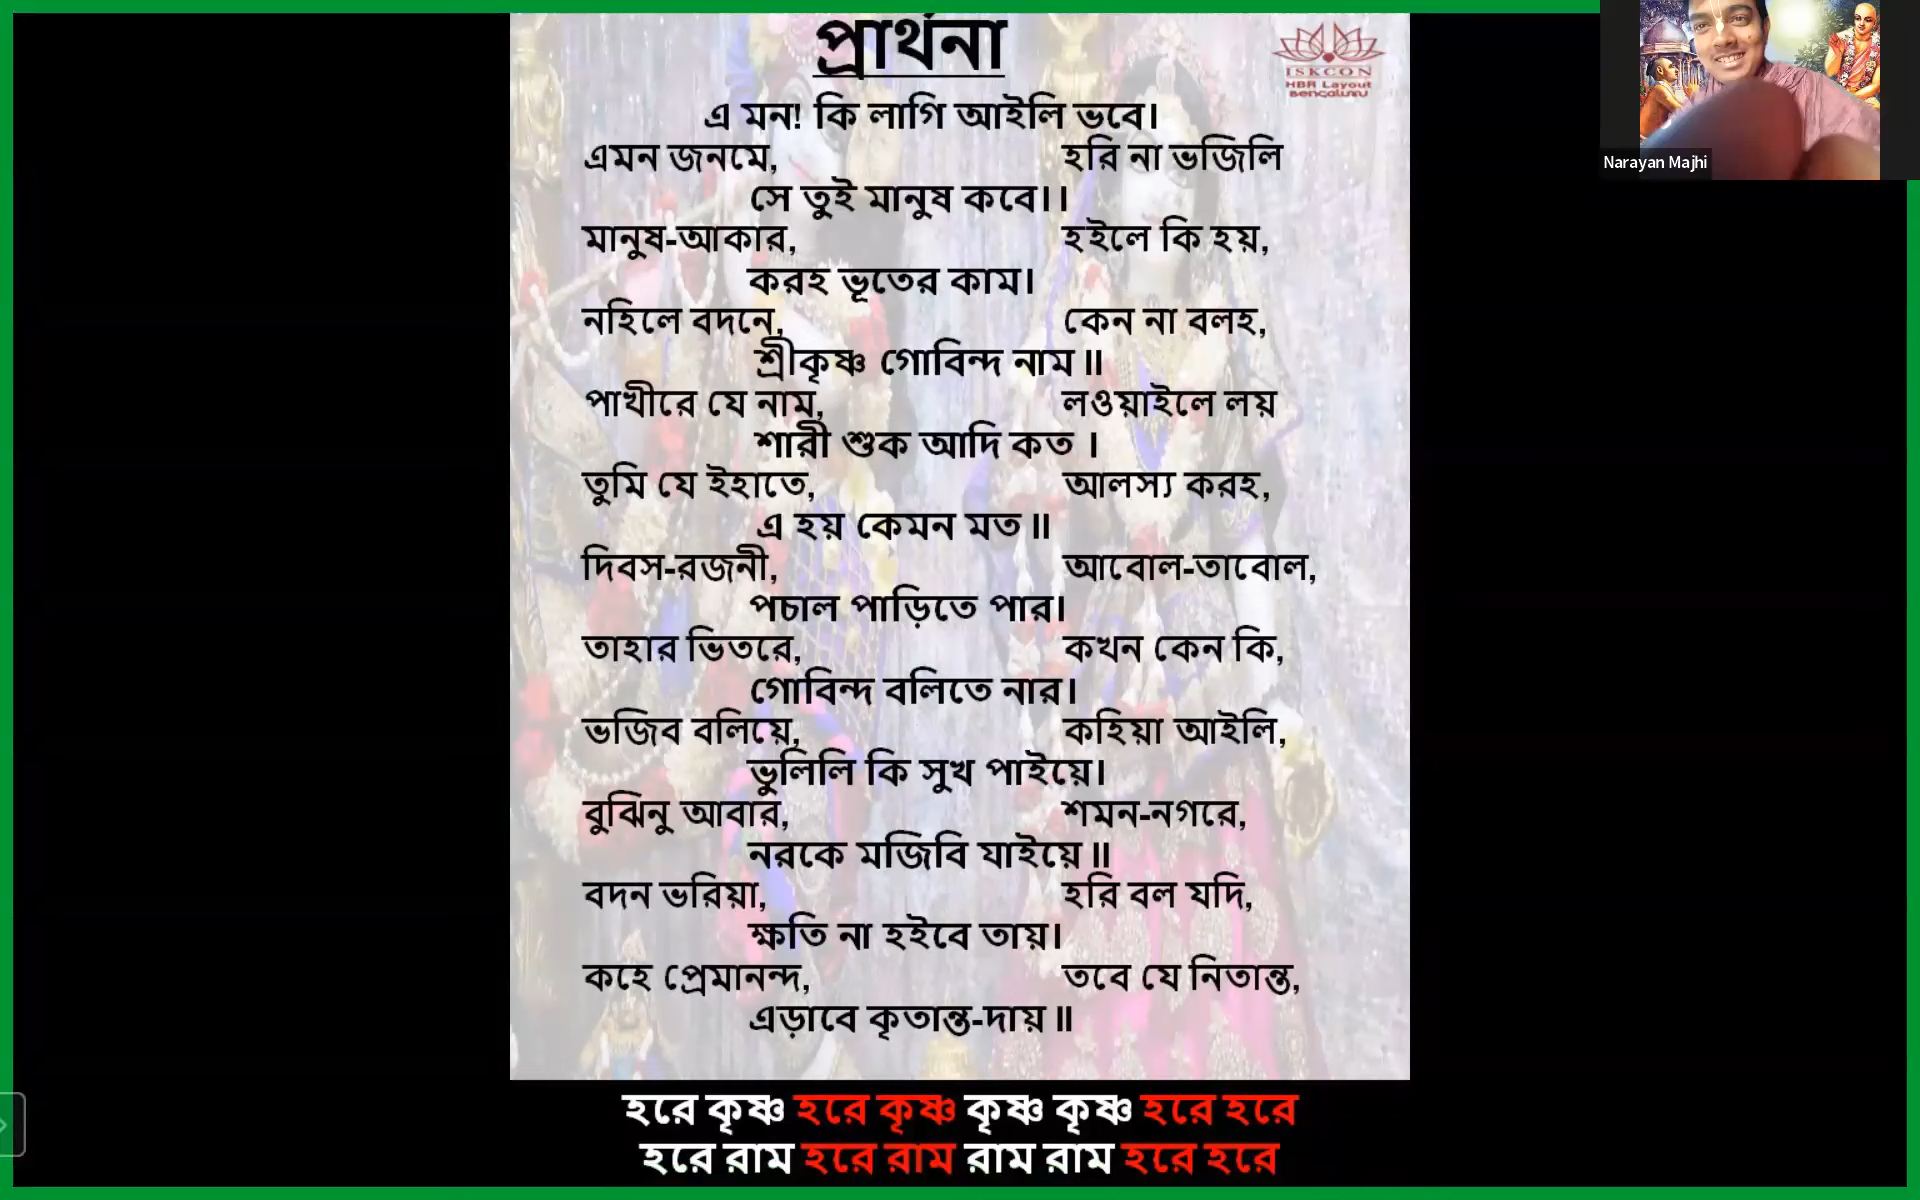 প্রার্থনা
ISKCON
HBR Layout
Bengaluru
এ মন! কি লাগি আইলি ভবে।
এমন জনমে, হরি না ভজিলি
সে তুই মানুষ কবে।।
মানুষ-আকার, হইলে কি হয়,
করহ ভূতের কাম।
নহিলে বদনে, কেন না বলহ,
শ্রীকৃষ্ণ গোবিন্দ নাম॥
পাখীরে যে নাম, লওয়াইলে লয়
শারী শুক আদি কত ।
তুমি যে ইহাতে, আলস্য করহ,
এ হয় কেমন মত॥
দিবস-রজনী, আবোল-তাবোল,
পচাল পাড়িতে পার।
তাহার ভিতরে, কখন কেন কি,
গোবিন্দ বলিতে নার।
ভজিব বলিয়ে, কহিয়া আইলি,
ভুলিলি কি সুখ পাইয়ে।
বুঝিনু আবার, শমন-নগরে,
নরকে মজিবি যাইয়ে॥
বদন ভরিয়া, হরি বল যদি,
ক্ষতি না হইবে তায়।
কহে প্রেমানন্দ, তবে যে নিতান্ত,
এড়াবে কৃতান্ত-দায়॥
হরে কৃষ্ণ হরে কৃষ্ণ কৃষ্ণ কৃষ্ণ হরে হরে
হরে রাম হরে রাম রাম রাম হরে হরে
Narayan Majhi